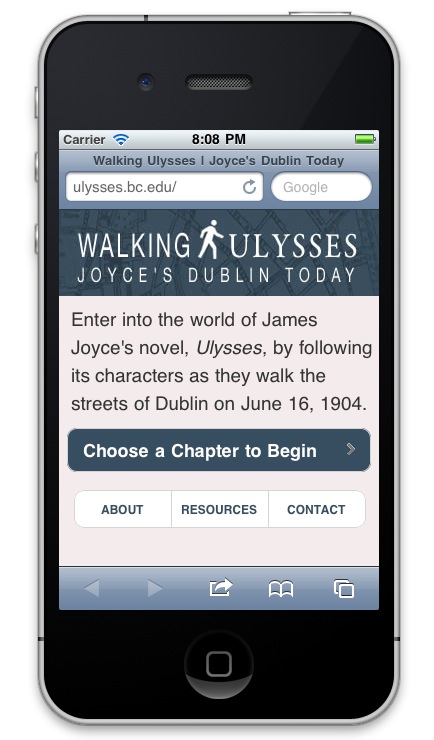 Carrier 8:08 PM
Walking Ulysses | Joyce's Dublin Today
ulysses.bc.edu/ Google
WALKING ULYSSES
JOYCE'S DUBLIN TODAY
Enter into the world of James
Joyce's novel, Ulysses, by following
its characters as they walk the
streets of Dublin on June 16, 1904.
Choose a Chapter to Begin
ABOUT RESOURCES CONTACT